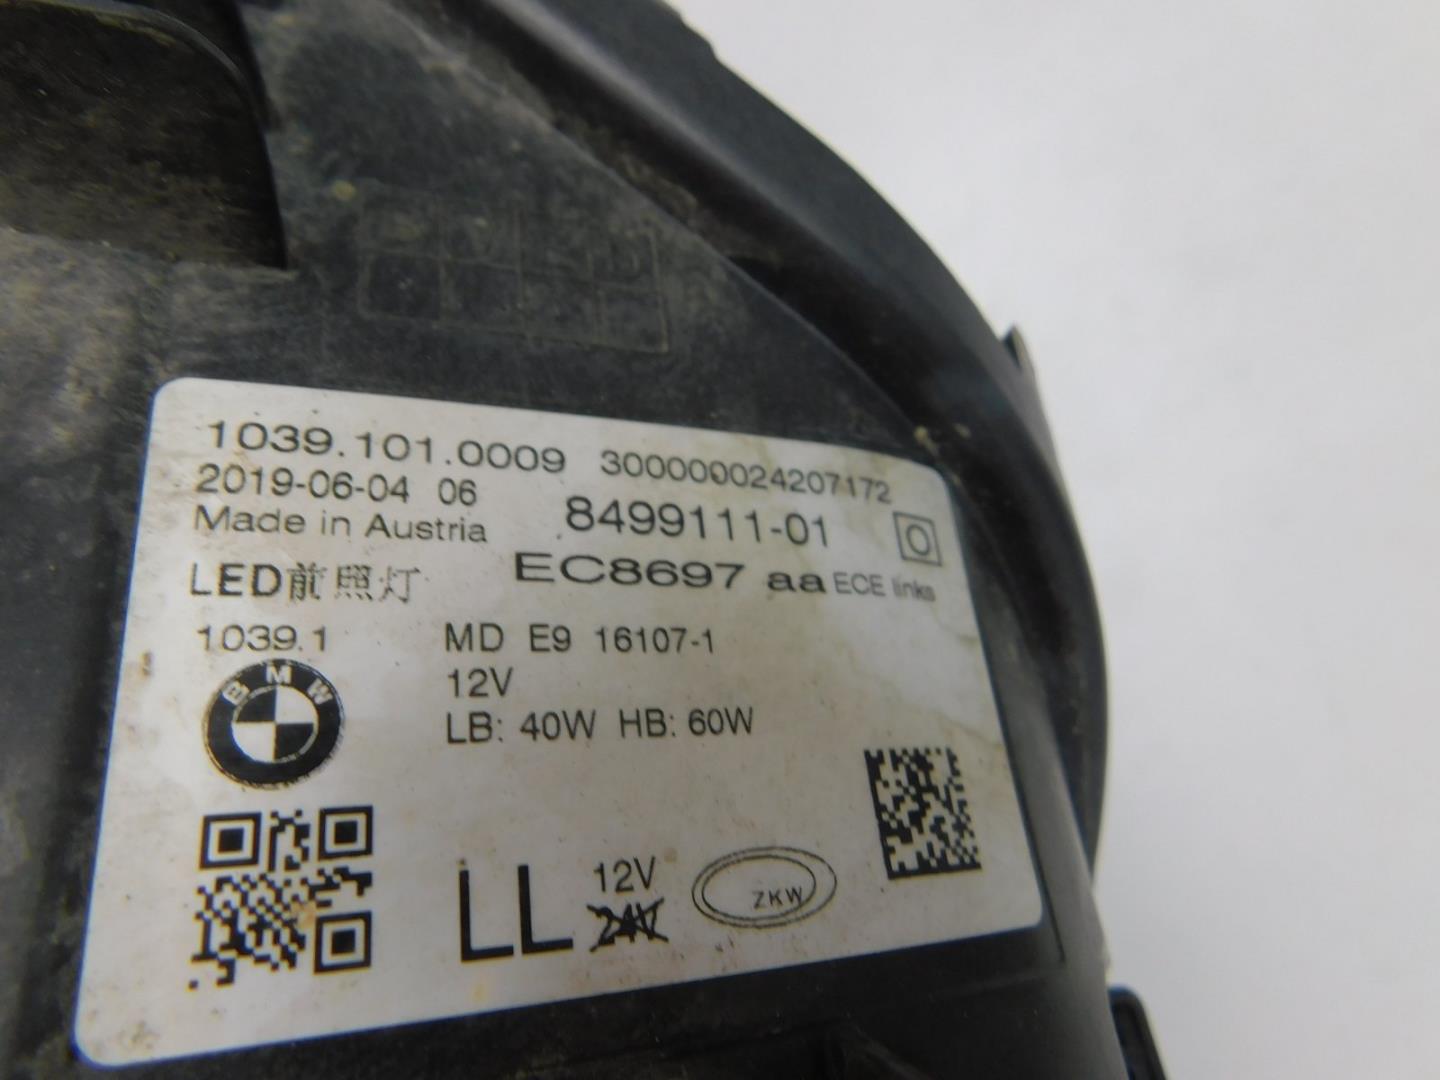 1039.101.0009 300000024207172
2019-06-04 06
8499111-01 O
Made in Austria
LED前照灯
EC8697 aa ECE links
1039.1 MD E9 16107-1
12V
LB: 40W HB: 60W
BMW
LL 12V
24V
ZKW